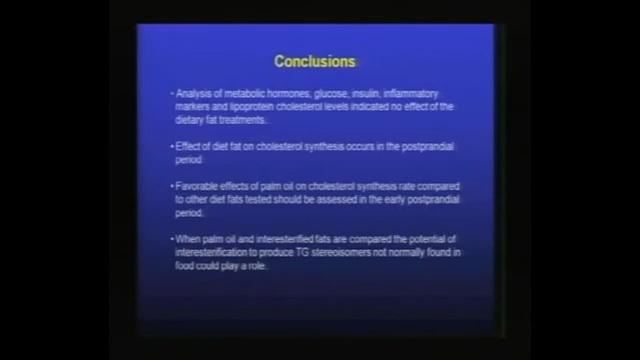 Conclusions
• Analysis of metabolic hormones, glucose, insulin, inflammatory
markers and lipoprotein cholesterol levels indicated no effect of the
dietary fat treatments.
• Effect of diet fat on cholesterol synthesis occurs in the postprandial
period
• Favorable effects of palm oil on cholesterol synthesis rate compared
to other diet fats tested should be assessed in the early postprandial
period.
• When palm oil and interesterified fats are compared the potential of
interesterification to produce TG stereoisomers not normally found in
food could play a role.